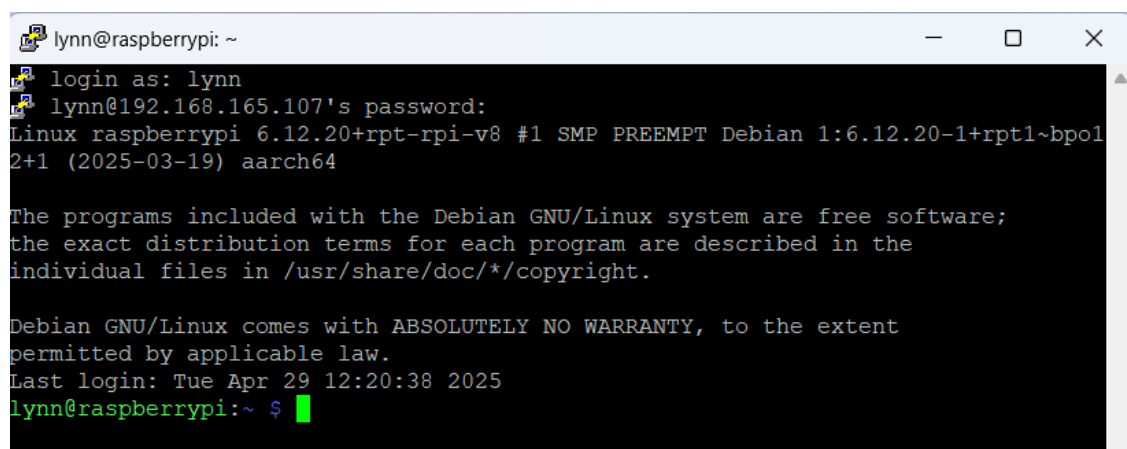 lynn@raspberrypi: ~
login as: lynn
lynn@192.168.165.107's password:
Linux raspberrypi 6.12.20+rpt-rpi-v8 #1 SMP PREEMPT Debian 1:6.12.20-1+rpt1~bpo1
2+1 (2025-03-19) aarch64
The programs included with the Debian GNU/Linux system are free software;
the exact distribution terms for each program are described in the
individual files in /usr/share/doc/*/copyright.
Debian GNU/Linux comes with ABSOLUTELY NO WARRANTY, to the extent
permitted by applicable law.
Last login: Tue Apr 29 12:20:38 2025
lynn@raspberrypi:~ $